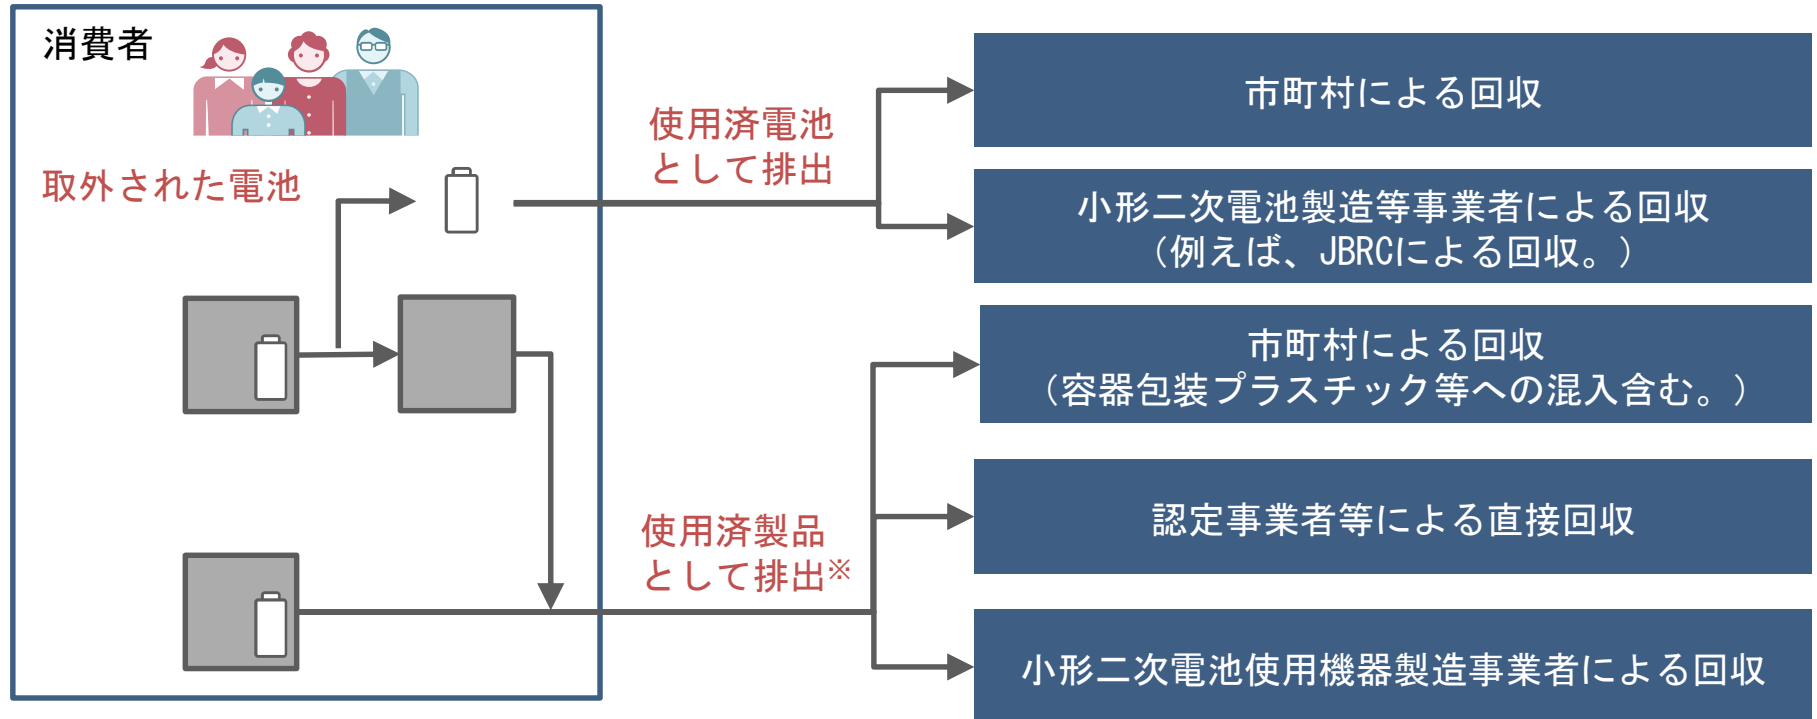 消費者
取外された電池
使用済電池
として排出
市町村による回収
小形二次電池製造等事業者による回収
（例えば、JBRCによる回収。）
市町村による回収
（容器包装プラスチック等への混入含む。）
使用済製品
として排出※
認定事業者等による直接回収
小形二次電池使用機器製造事業者による回収